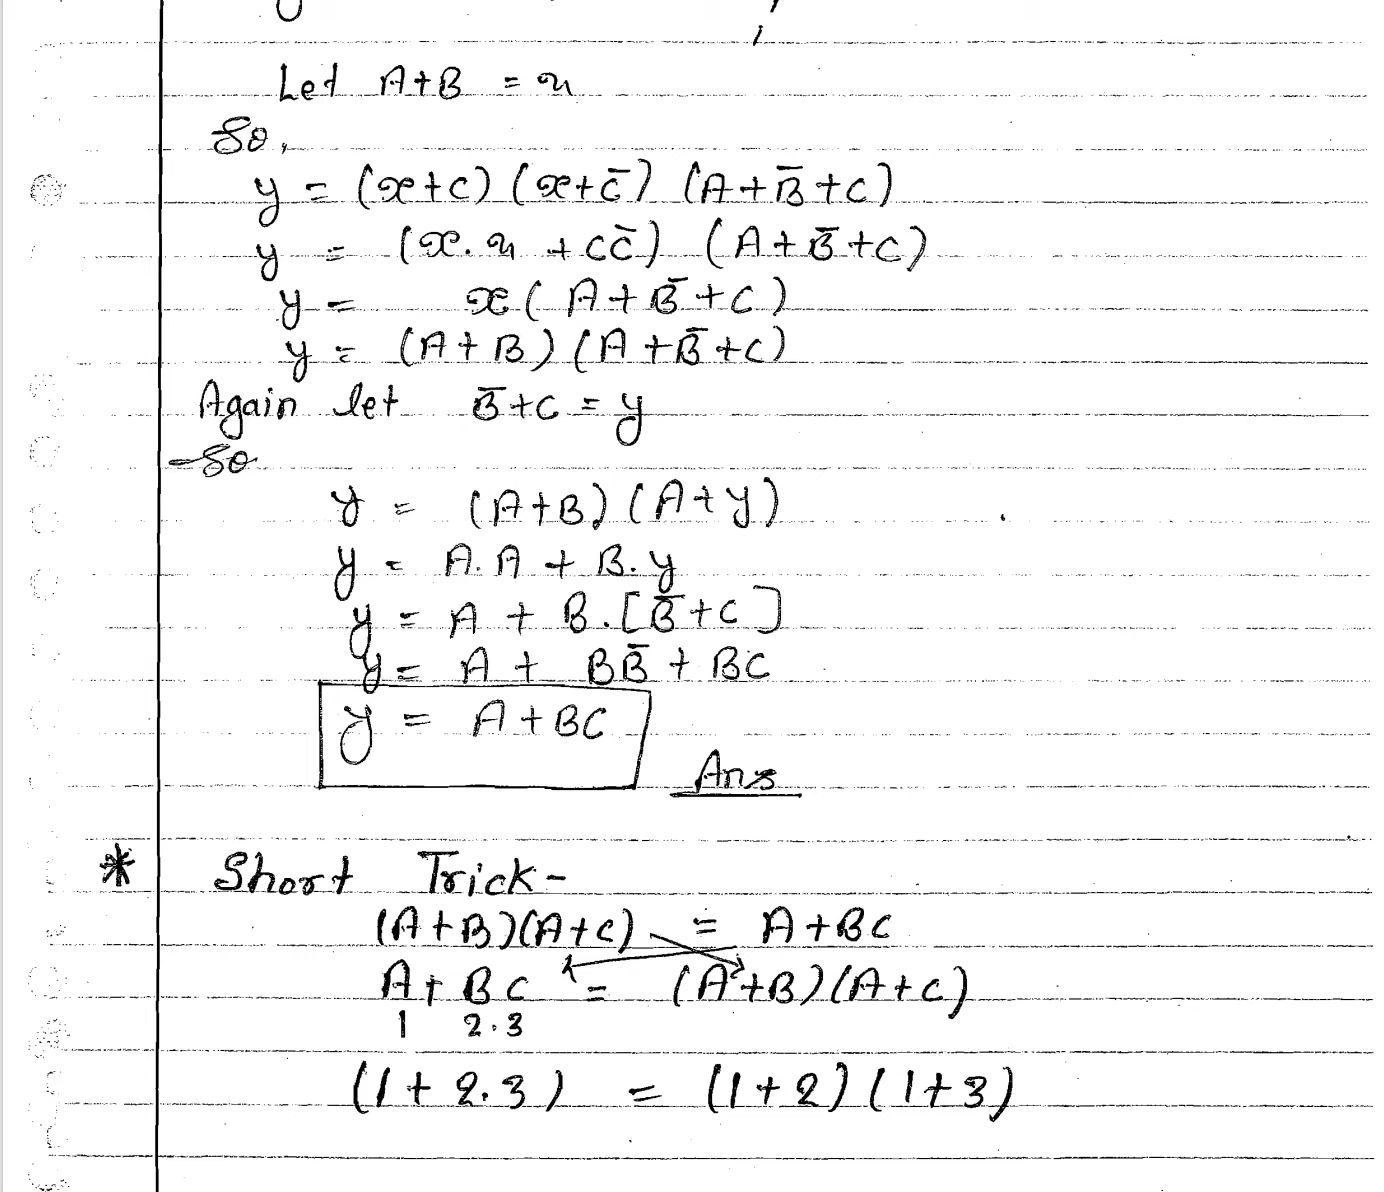 Let A+B = x
So,
y = (x+C) (x+C̄) (A+B̄+C)
y = (x.x + CC̄) (A+B̄+C)
y = x(A+B̄+C)
y = (A+B) (A+B̄+C)
Again let B̄+C = y
So
y = (A+B) (A+y)
y = A.A + B.y
y = A + B.[B̄+C]
y = A + BB̄ + BC
y = A+BC
Ans
* Short Trick-
(A+B)(A+C) = A+BC
A+BC = (A+B)(A+C)
1 2.3
(1+2.3) = (1+2)(1+3)